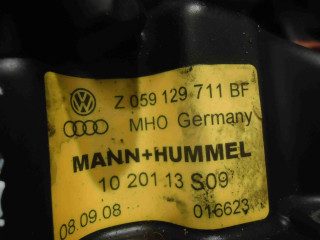 Z 059 129 711 BF
MHO Germany
MANN+HUMMEL
10 201 13 S09
08.09.08 016623